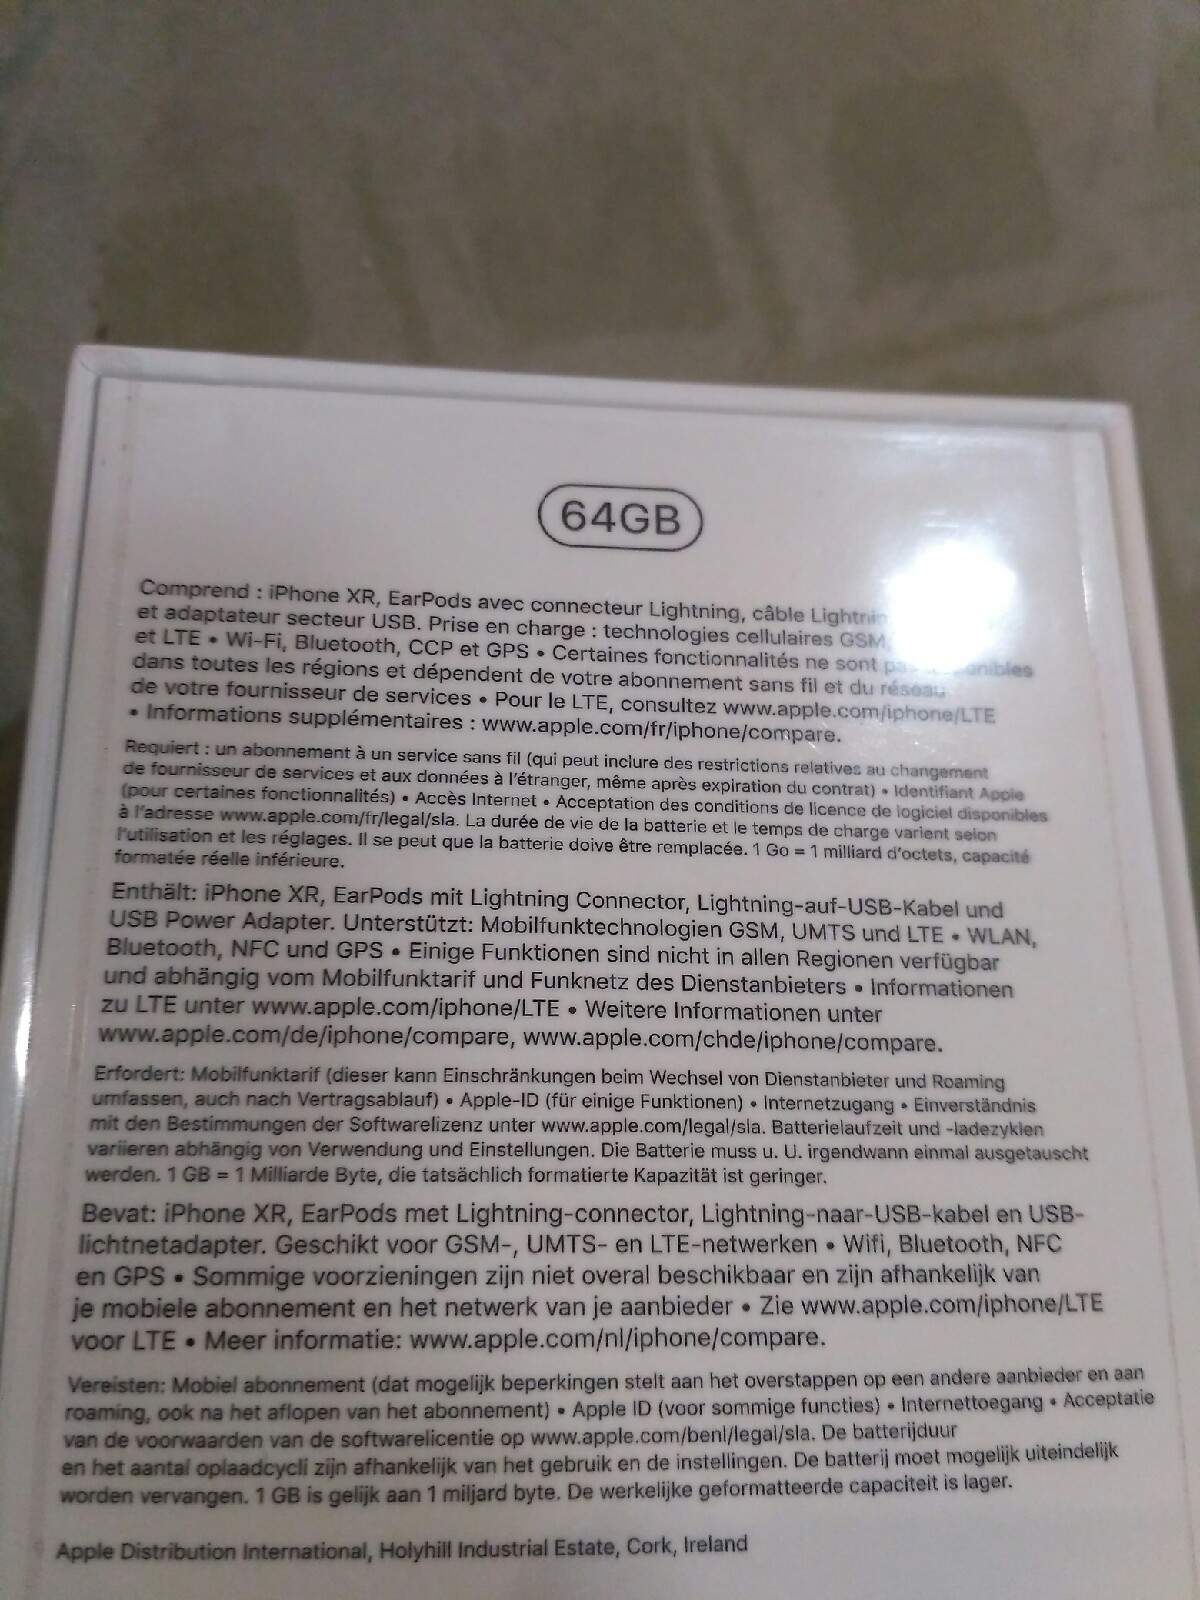 64GB
Comprend : iPhone XR, EarPods avec connecteur Lightning, câble
et adaptateur secteur USB. Prise en charge : technologies cellulaires GSM,
et LTE • Wi-Fi, Bluetooth, CCP et GPS • Certaines fonctionnalités ne sont
dans toutes les régions et dépendent de votre abonnement sans fil et du réseau
de votre fournisseur de services • Pour le LTE, consultez www.apple.com/iphone/LTE
• Informations supplémentaires : www.apple.com/fr/iphone/compare.
Requiert : un abonnement à un service sans fil (qui peut inclure des restrictions relatives au changement
de fournisseur de services et aux données à l'étranger, même après expiration du contrat) • Identifiant Apple
(pour certaines fonctionnalités) • Accès Internet • Acceptation des conditions de licence de logiciel disponibles
à l'adresse www.apple.com/fr/legal/sla. La durée de vie de la batterie et le temps de charge varient selon
l'utilisation et les réglages. Il se peut que la batterie doive être remplacée. 1 Go = 1 milliard d'octets, capacité
formatée réelle inférieure.
Enthält: iPhone XR, EarPods mit Lightning Connector, Lightning-auf-USB-Kabel und
USB Power Adapter. Unterstützt: Mobilfunktechnologien GSM, UMTS und LTE • WLAN,
Bluetooth, NFC und GPS • Einige Funktionen sind nicht in allen Regionen verfügbar
und abhängig vom Mobilfunktarif und Funknetz des Dienstanbieters • Informationen
zu LTE unter www.apple.com/iphone/LTE • Weitere Informationen unter
www.apple.com/de/iphone/compare, www.apple.com/chde/iphone/compare.
Erfordert: Mobilfunktarif (dieser kann Einschränkungen beim Wechsel von Dienstanbieter und Roaming
umfassen, auch nach Vertragsablauf) • Apple-ID (für einige Funktionen) • Internetzugang • Einverständnis
mit den Bestimmungen der Softwarelizenz unter www.apple.com/legal/sla. Batterielaufzeit und -ladezyklen
variieren abhängig von Verwendung und Einstellungen. Die Batterie muss u. U. irgendwann einmal ausgetauscht
werden. 1 GB = 1 Milliarde Byte, die tatsächlich formatierte Kapazität ist geringer.
Bevat: iPhone XR, EarPods met Lightning-connector, Lightning-naar-USB-kabel en USB-
lichtnetadapter. Geschikt voor GSM-, UMTS- en LTE-netwerken • Wifi, Bluetooth, NFC
en GPS • Sommige voorzieningen zijn niet overal beschikbaar en zijn afhankelijk van
je mobiele abonnement en het netwerk van je aanbieder • Zie www.apple.com/iphone/LTE
voor LTE • Meer informatie: www.apple.com/nl/iphone/compare.
Vereisten: Mobiel abonnement (dat mogelijk beperkingen stelt aan het overstappen op een andere aanbieder en aan
roaming, ook na het aflopen van het abonnement) • Apple ID (voor sommige functies) • Internettoegang • Acceptatie
van de voorwaarden van de softwarelicentie op www.apple.com/benl/legal/sla. De batterijduur
en het aantal oplaadcycli zijn afhankelijk van het gebruik en de instellingen. De batterij moet mogelijk uiteindelijk
worden vervangen. 1 GB is gelijk aan 1 miljard byte. De werkelijke geformatteerde capaciteit is lager.
Apple Distribution International, Holyhill Industrial Estate, Cork, Ireland